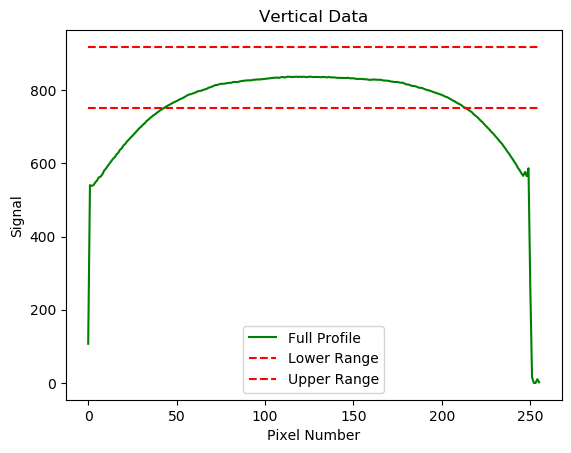 Vertical Data
Signal
800
600
400
200
0
Full Profile
Lower Range
Upper Range
0 50 100 150 200 250
Pixel Number